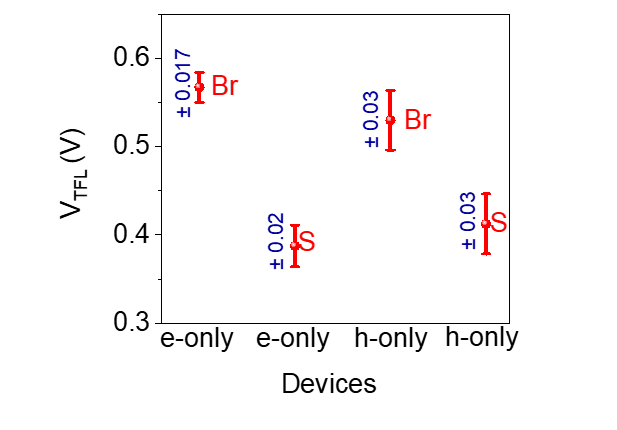 V_TFL (V)
0.6
0.5
0.4
0.3
± 0.017
Br
± 0.02
S
± 0.03
Br
± 0.03
S
e-only e-only h-only h-only
Devices